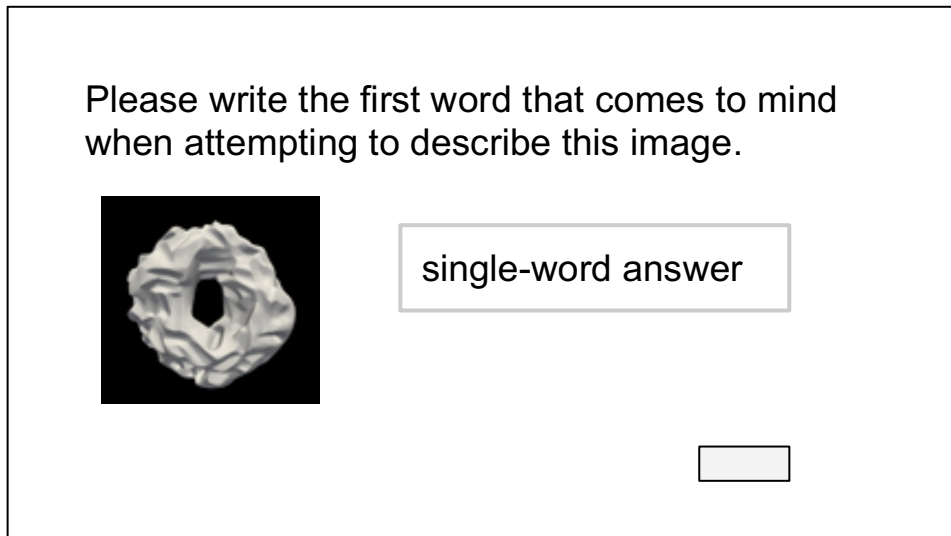 Please write the first word that comes to mind
when attempting to describe this image.
single-word answer